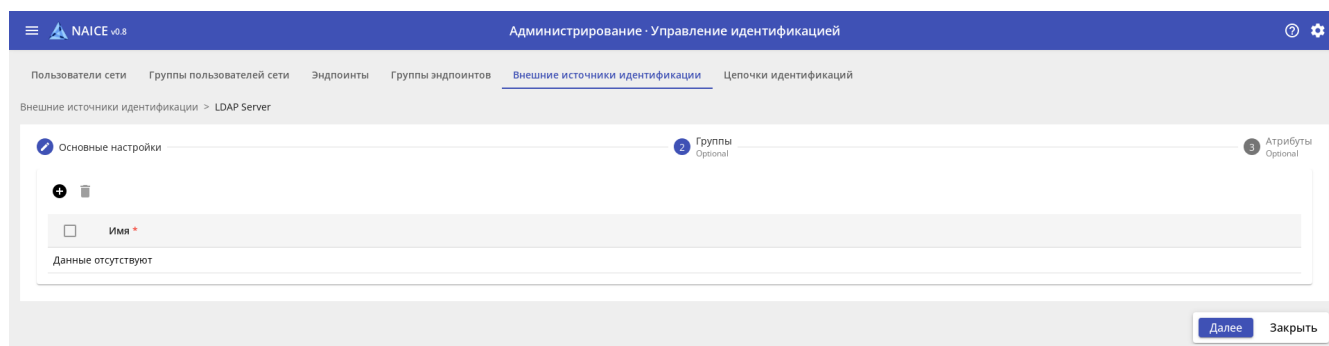 NAICE v0.8
Администрирование · Управление идентификацией
Пользователи сети Группы пользователей сети Эндпоинты Группы эндпоинтов Внешние источники идентификации Цепочки идентификаций
Внешние источники идентификации > LDAP Server
Основные настройки
2 Группы
Optional
3 Атрибуты
Optional
Имя *
Данные отсутствуют
Далее Закрыть